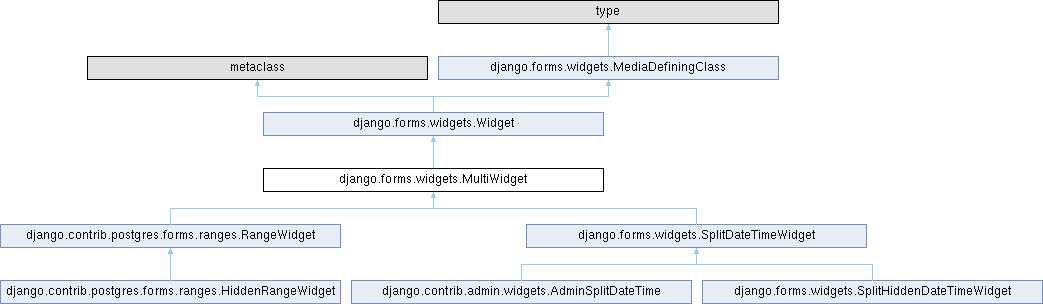 type
metaclass
django.forms.widgets.MediaDefiningClass
django.forms.widgets.Widget
django.forms.widgets.MultiWidget
django.contrib.postgres.forms.ranges.RangeWidget
django.forms.widgets.SplitDateTimeWidget
django.contrib.postgres.forms.ranges.HiddenRangeWidget
django.contrib.admin.widgets.AdminSplitDateTime
django.forms.widgets.SplitHiddenDateTimeWidget